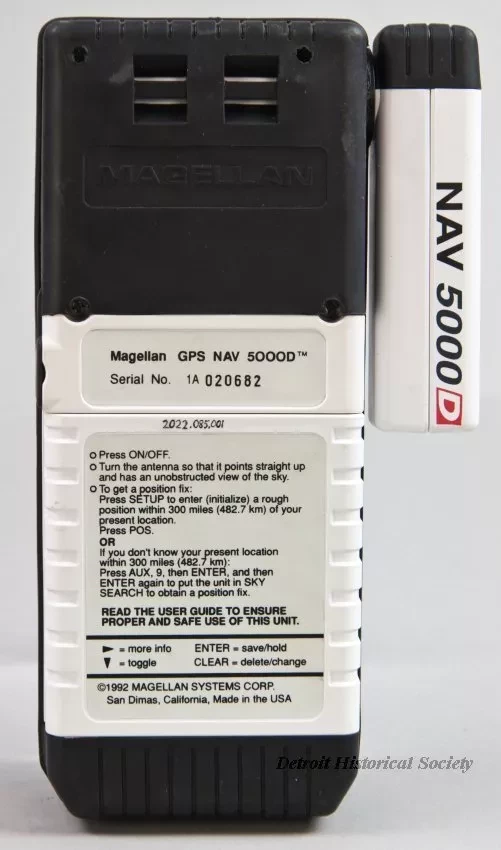 MAGELLAN
NAV 5000D
Magellan GPS NAV 5000D™
Serial No. 1A 020682
2022.085.001
Press ON/OFF.
Turn the antenna so that it points straight up
and has an unobstructed view of the sky.
To get a position fix:
Press SETUP to enter (initialize) a rough
position within 300 miles (482.7 km) of your
present location.
Press POS.
OR
If you don't know your present location
within 300 miles (482.7 km):
Press AUX, 9, then ENTER, and then
ENTER again to put the unit in SKY
SEARCH to obtain a position fix.
READ THE USER GUIDE TO ENSURE
PROPER AND SAFE USE OF THIS UNIT.
► = more info ENTER = save/hold
▼ = toggle CLEAR = delete/change
©1992 MAGELLAN SYSTEMS CORP.
San Dimas, California, Made in the USA
Detroit Historical Society